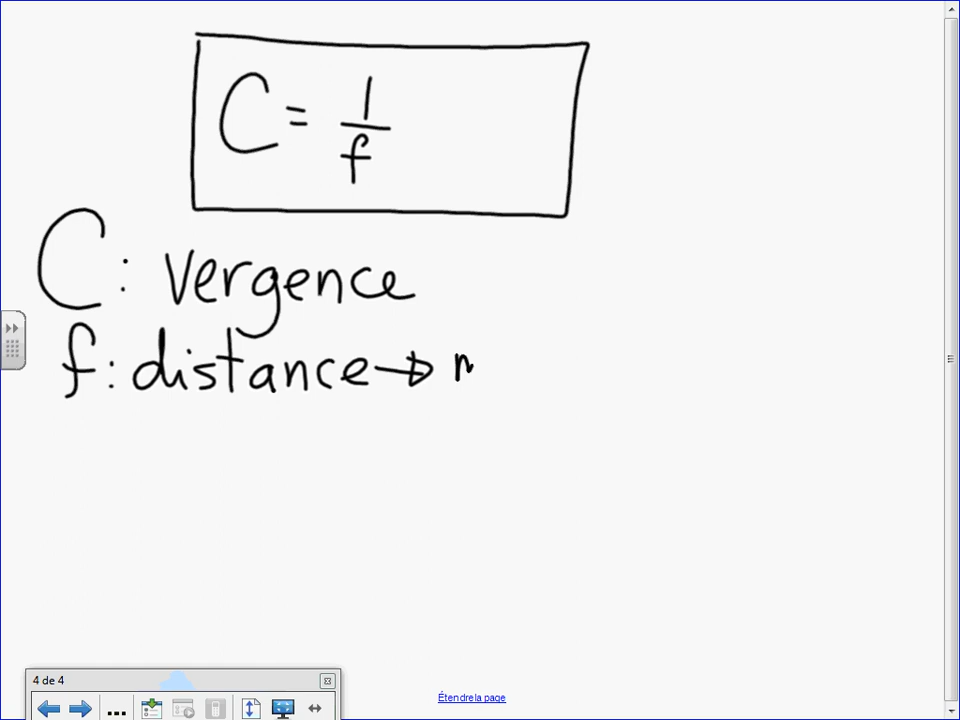 C = 1/f
C : vergence
f : distance →
4 de 4
...
Étendre la page